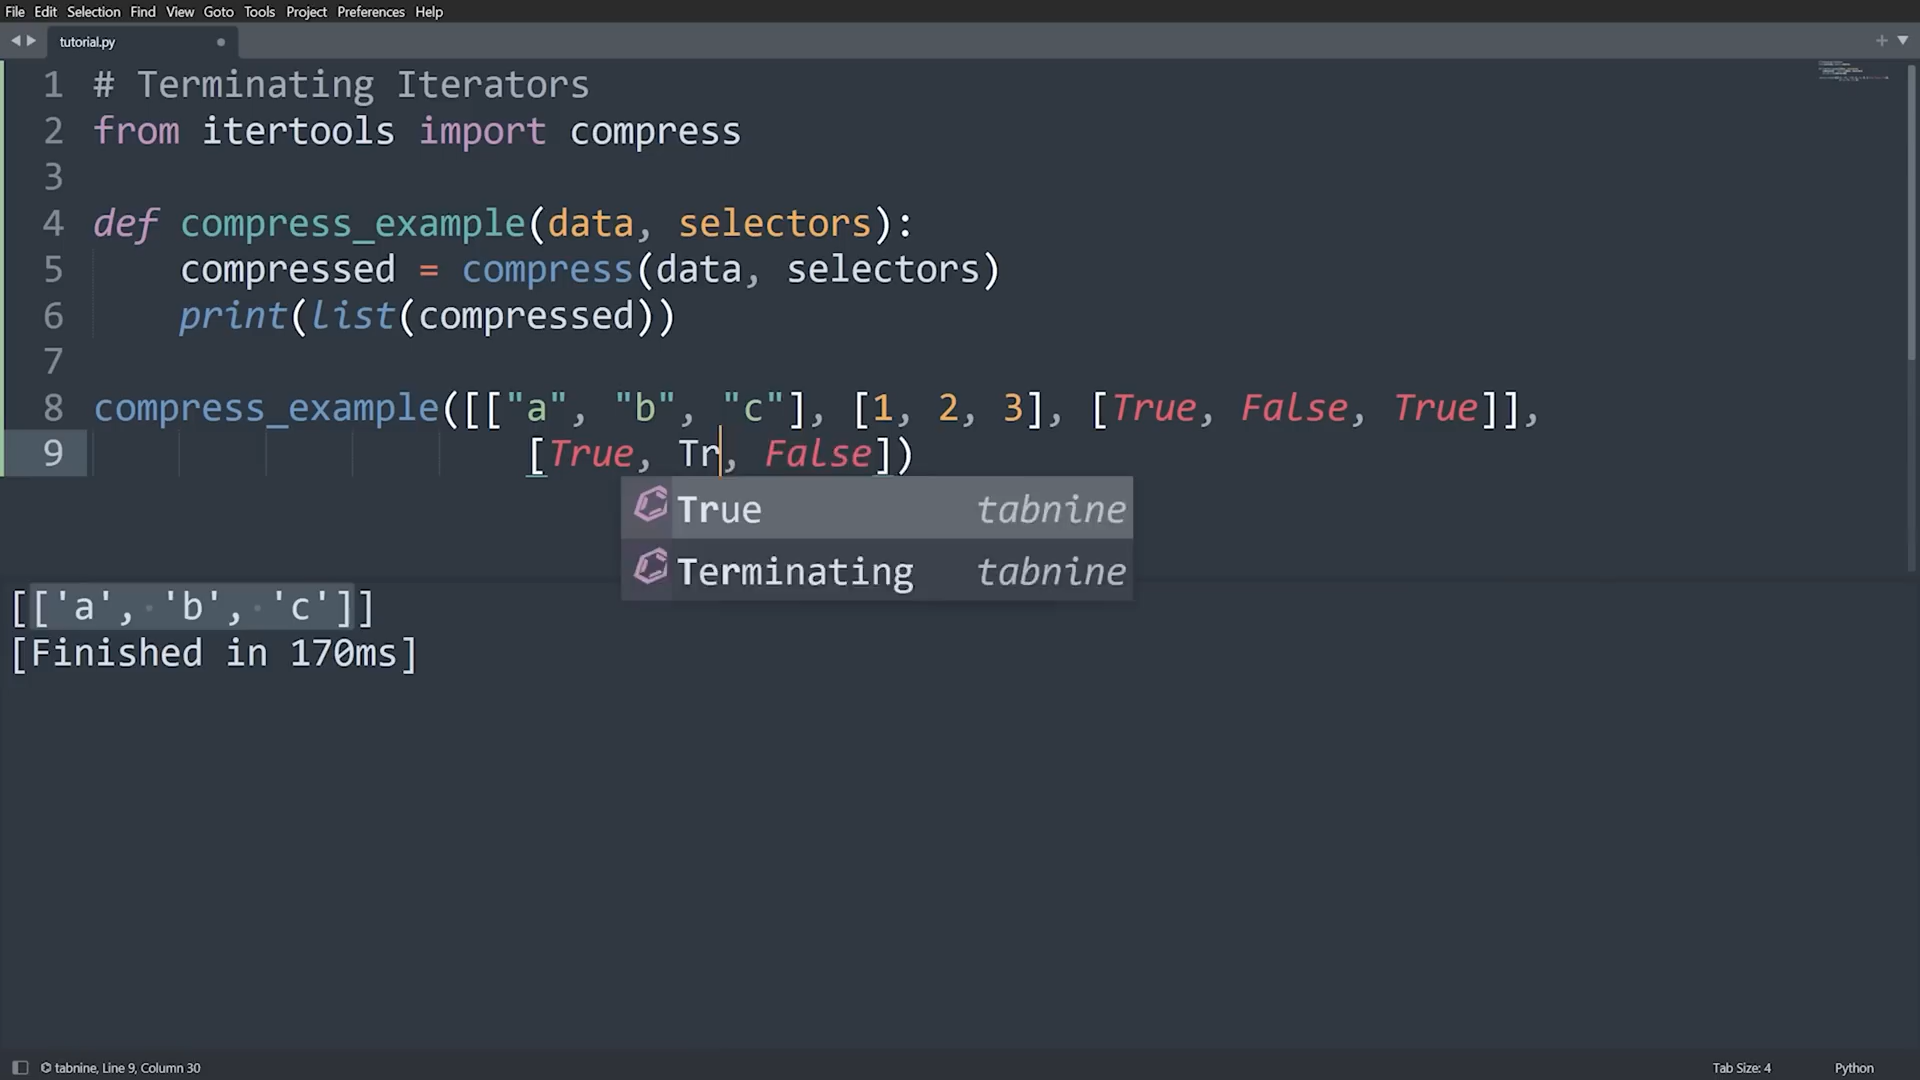 File Edit Selection Find View Goto Tools Project Preferences Help
tutorial.py
1 # Terminating Iterators
2 from itertools import compress
3
4 def compress_example(data, selectors):
5     compressed = compress(data, selectors)
6     print(list(compressed))
7
8 compress_example([["a", "b", "c"], [1, 2, 3], [True, False, True]],
9                     [True, Tr, False])
True tabnine
Terminating tabnine
[['a', 'b', 'c']]
[Finished in 170ms]
tabnine, Line 9, Column 30 Tab Size: 4 Python